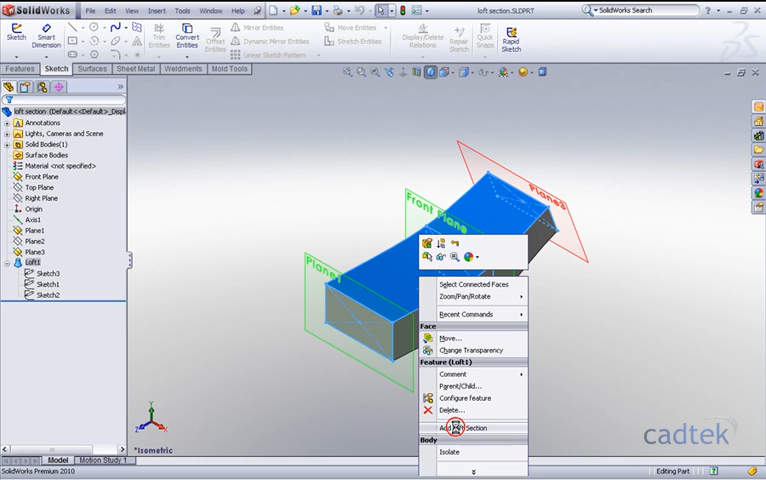 SolidWorks File Edit View Insert Tools Window Help loft section.SLDPRT SolidWorks Search
Sketch Smart Dimension Trim Entities Convert Entities Offset Entities Mirror Entities Linear Sketch Pattern Move Entities Stretch Entities Display/Delete Relations Repair Sketch Quick Snaps Rapid Sketch
Features Sketch Surfaces Sheet Metal Weldments Mold Tools
loft section (Default<<Default>_Displ
Annotations
Lights, Cameras and Scene
Solid Bodies(1)
Surface Bodies
Material <not specified>
Front Plane
Top Plane
Right Plane
Origin
Axis1
Plane1
Plane2
Plane3
Loft1
Sketch3
Sketch1
Sketch2
Plane3
Front Plane
Plane1
Select Connected Faces
Zoom/Pan/Rotate
Recent Commands
Face
Move...
Change Transparency
Feature (Loft1)
Comment
Parent/Child...
Configure feature
Delete...
Section
Body
Isolate
Y
X
Z
*Isometric
cadtek
Model Motion Study 1
SolidWorks Premium 2010 Editing Part